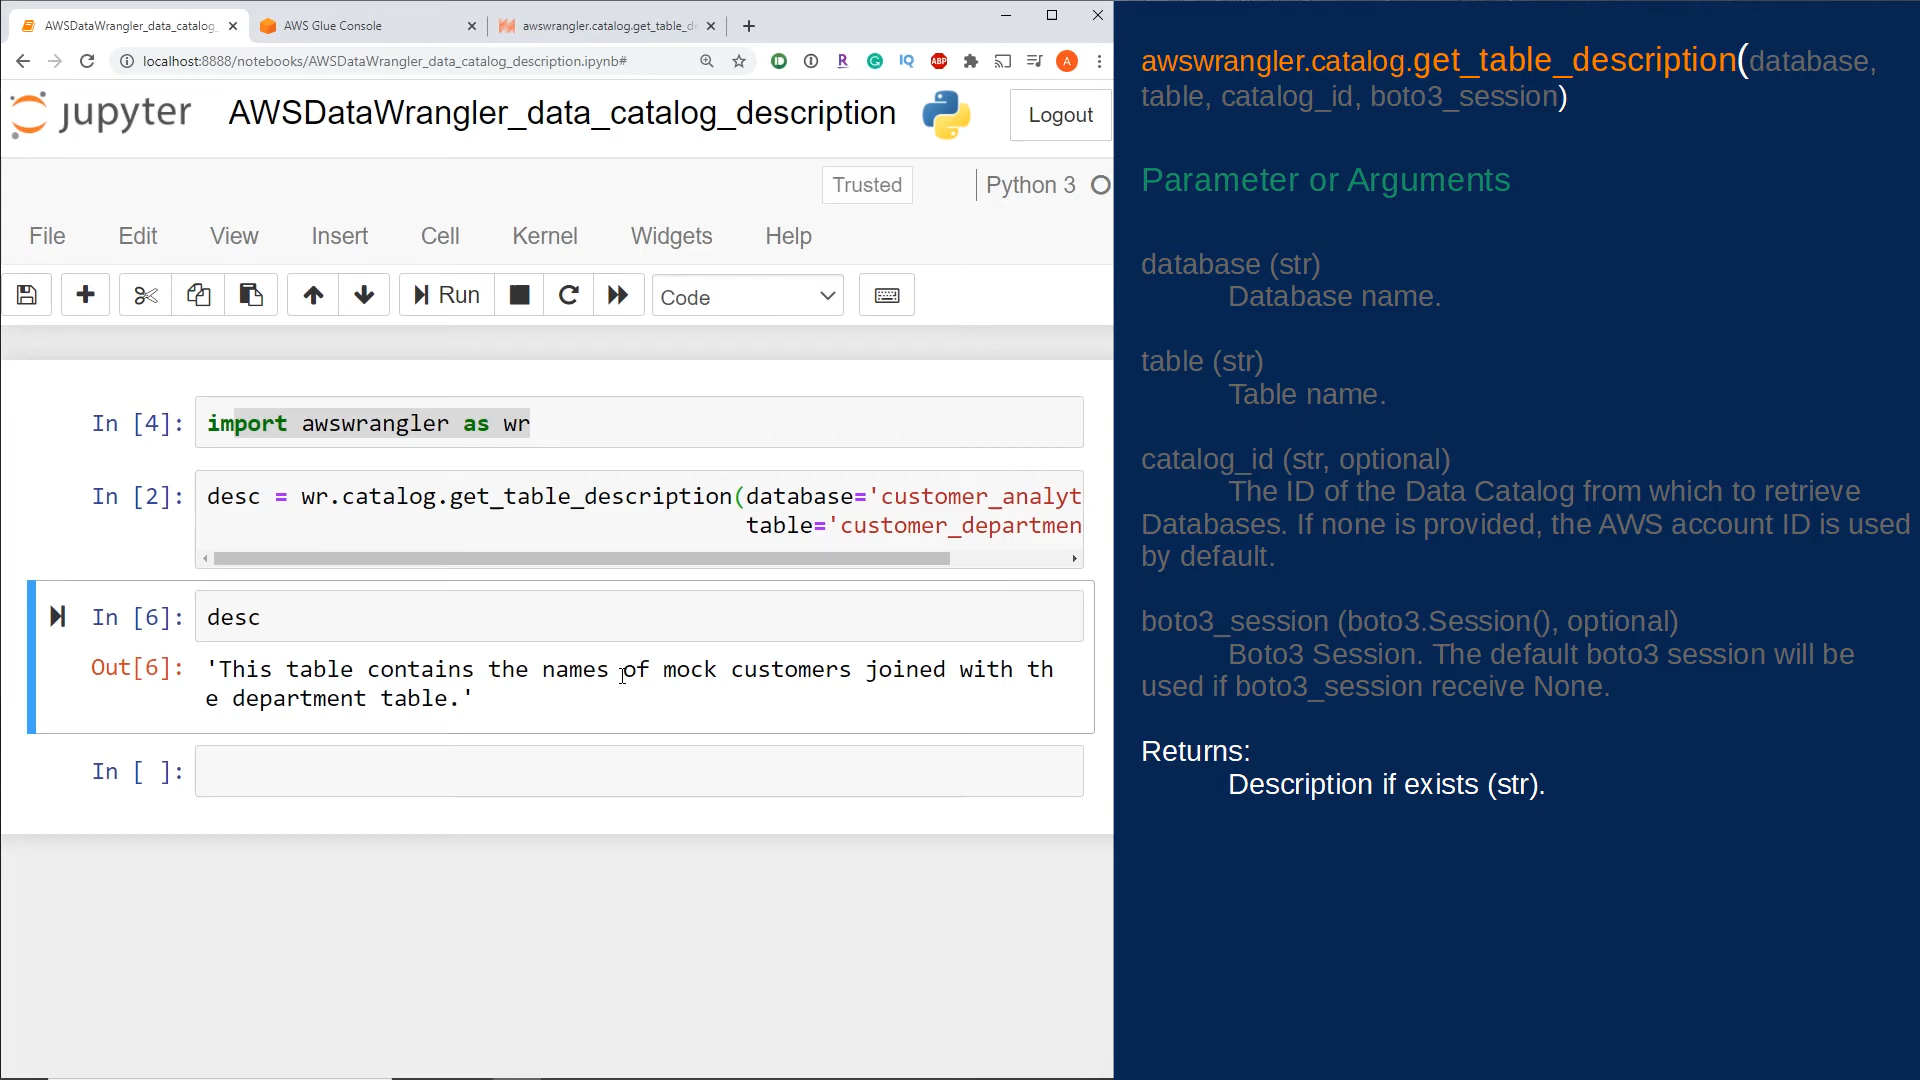 AWSDataWrangler_data_catalog_
AWS Glue Console
awswrangler.catalog.get_table_de
localhost:8888/notebooks/AWSDataWrangler_data_catalog_description.ipynb#
R
IQ
ABP
A
jupyter
AWSDataWrangler_data_catalog_description
Logout
Trusted
Python 3
File
Edit
View
Insert
Cell
Kernel
Widgets
Help
Run
Code
In [4]:
import awswrangler as wr
In [2]:
desc = wr.catalog.get_table_description(database='customer_analyt
table='customer_departmen
In [6]:
desc
Out[6]:
'This table contains the names of mock customers joined with th
e department table.'
In [ ]:
awswrangler.catalog.get_table_description(database,
table, catalog_id, boto3_session)
Parameter or Arguments
database (str)
Database name.
table (str)
Table name.
catalog_id (str, optional)
The ID of the Data Catalog from which to retrieve
Databases. If none is provided, the AWS account ID is used
by default.
boto3_session (boto3.Session(), optional)
Boto3 Session. The default boto3 session will be
used if boto3_session receive None.
Returns:
Description if exists (str).